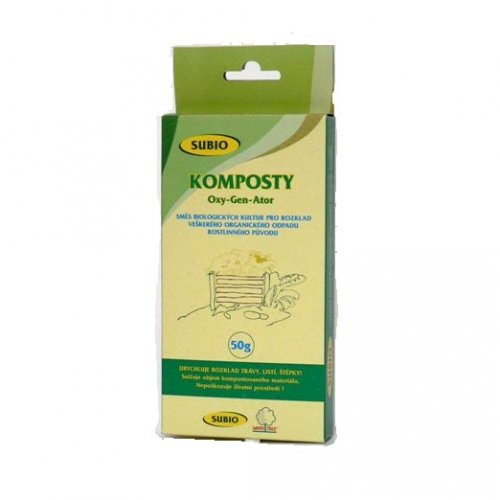 SUBIO
KOMPOSTY
Oxy-Gen-Ator
SMĚS BIOLOGICKÝCH KULTUR PRO ROZKLAD
VEŠKERÉHO ORGANICKÉHO ODPADU
ROSTLINNÉHO PŮVODU
50g
URYCHLUJE ROZKLAD TRÁVY, LISTÍ, ŠTĚPKY!
Snižuje objem kompostovaného materiálu.
Nepoškozuje životní prostředí !
SUBIO